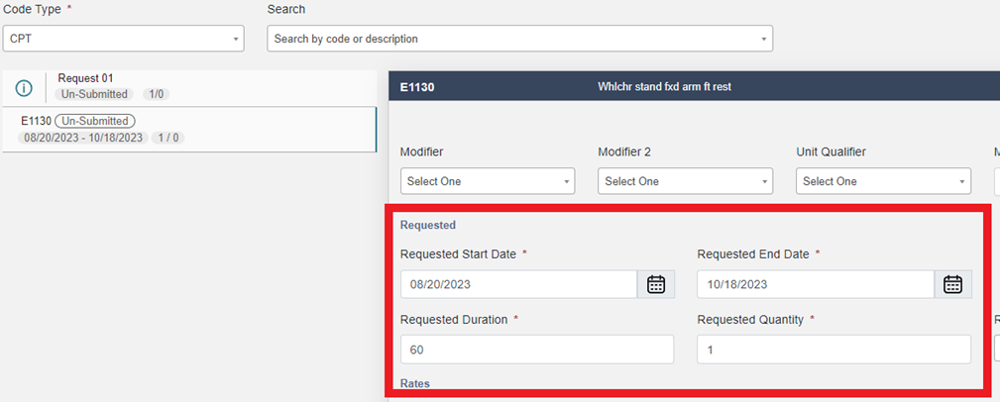 Code Type *
Search
CPT
Search by code or description
Request 01
Un-Submitted 1/0
E1130 Un-Submitted
08/20/2023 - 10/18/2023 1 / 0
E1130 Whlchr stand fxd arm ft rest
Modifier Modifier 2 Unit Qualifier
Select One Select One Select One
Requested
Requested Start Date * Requested End Date *
08/20/2023 10/18/2023
Requested Duration * Requested Quantity *
60 1
Rates